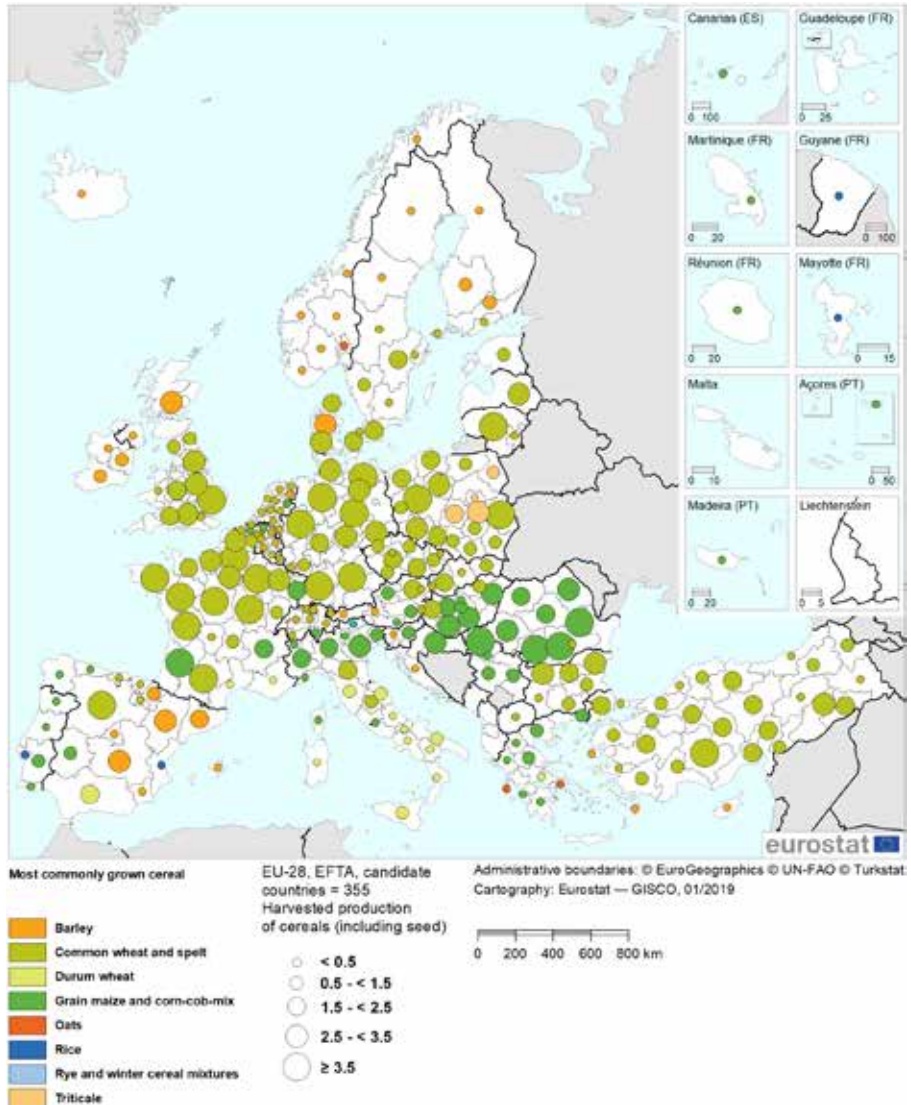 Canarias (ES)
0 100
Guadeloupe (FR)
0 25
Martinique (FR)
0 20
Guyane (FR)
0 100
Réunion (FR)
0 20
Mayotte (FR)
0 15
Malta
0 10
Açores (PT)
0 50
Madeira (PT)
0 20
Liechtenstein
0 5
eurostat
Most commonly grown cereal
Barley
Common wheat and spelt
Durum wheat
Grain maize and corn-cob-mix
Oats
Rice
Rye and winter cereal mixtures
Triticale
EU-28, EFTA, candidate
countries = 355
Harvested production
of cereals (including seed)
< 0.5
0.5 - < 1.5
1.5 - < 2.5
2.5 - < 3.5
≥ 3.5
Administrative boundaries: © EuroGeographics © UN-FAO © Turkstat
Cartography: Eurostat — GISCO, 01/2019
0 200 400 600 800 km